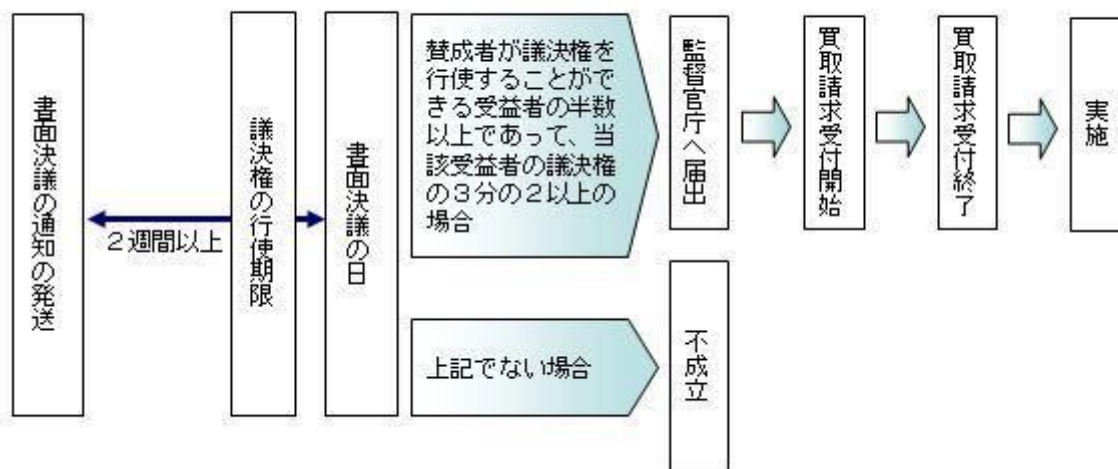 書面決議の通知の発送
2週間以上
議決権の行使期限
書面決議の日
賛成者が議決権を
行使することがで
きる受益者の半数
以上であって、当
該受益者の議決権
の3分の2以上の
場合
監督官庁へ届出
買取請求受付開始
買取請求受付終了
実施
上記でない場合
不成立